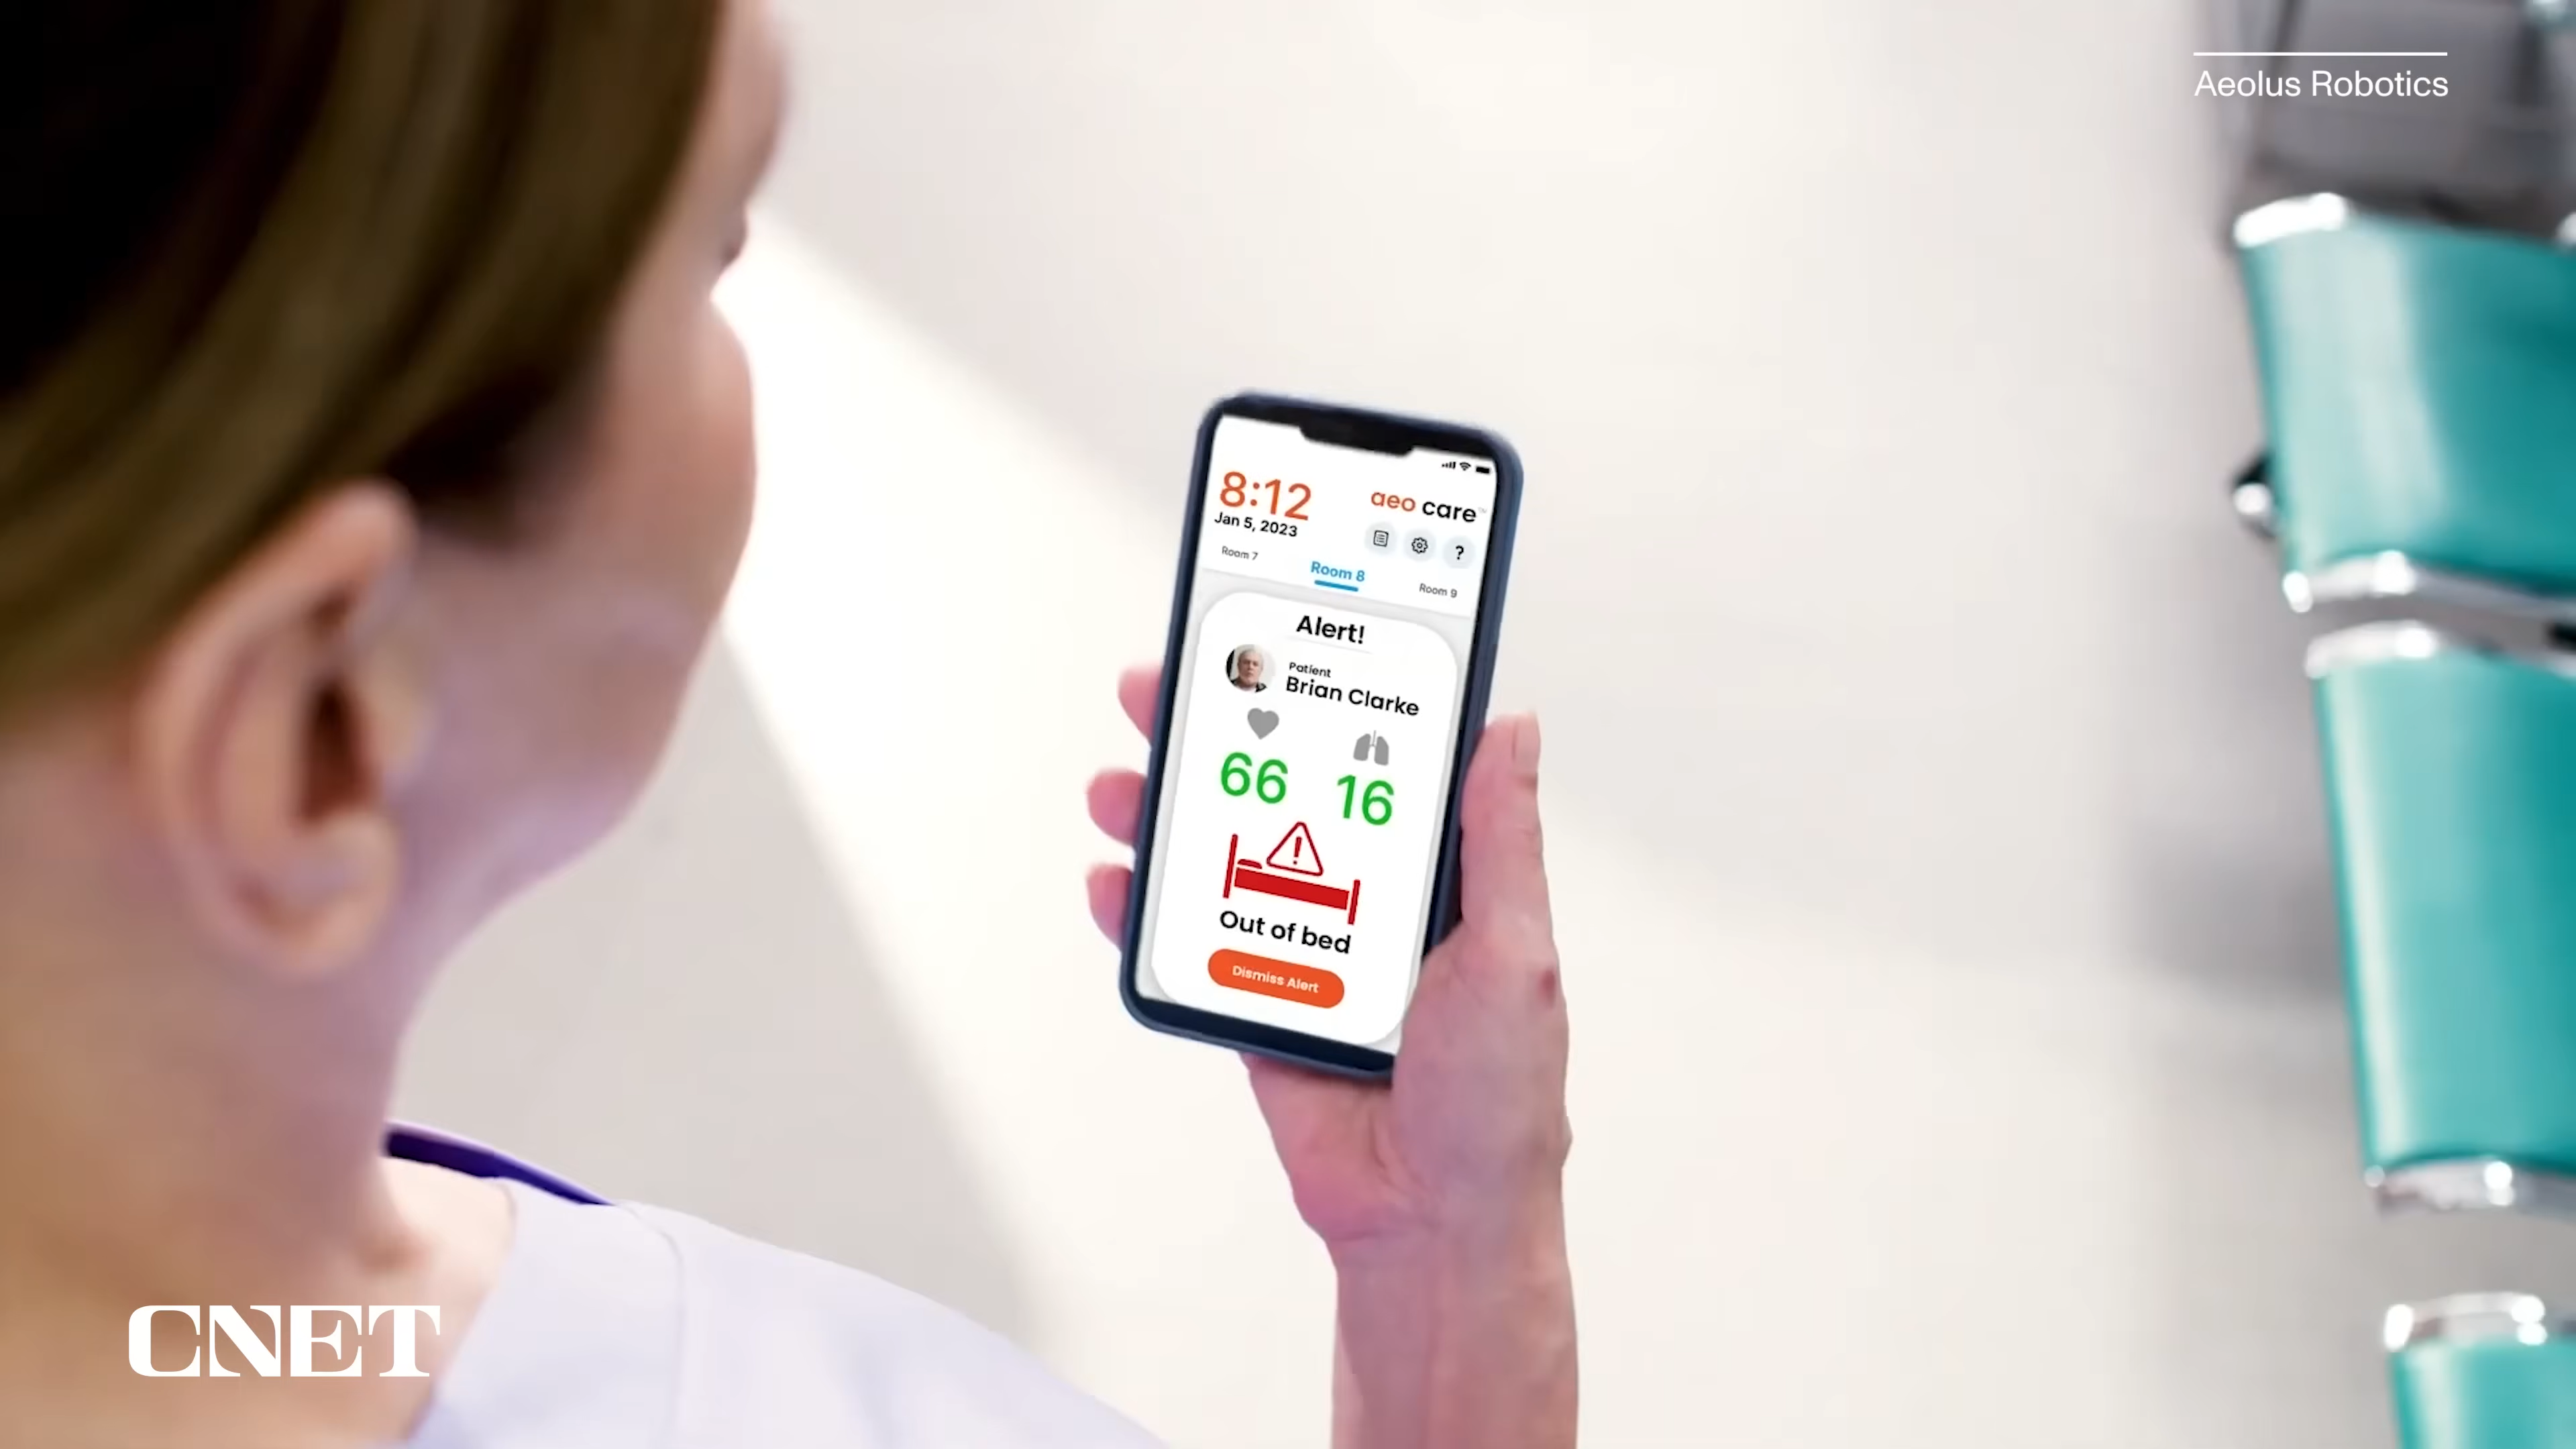 Aeolus Robotics
8:12
Jan 5, 2023
aeo care™
?
Room 7
Room 8
Room 9
Alert!
Patient
Brian Clarke
66
16
!
Out of bed
Dismiss Alert
CNET